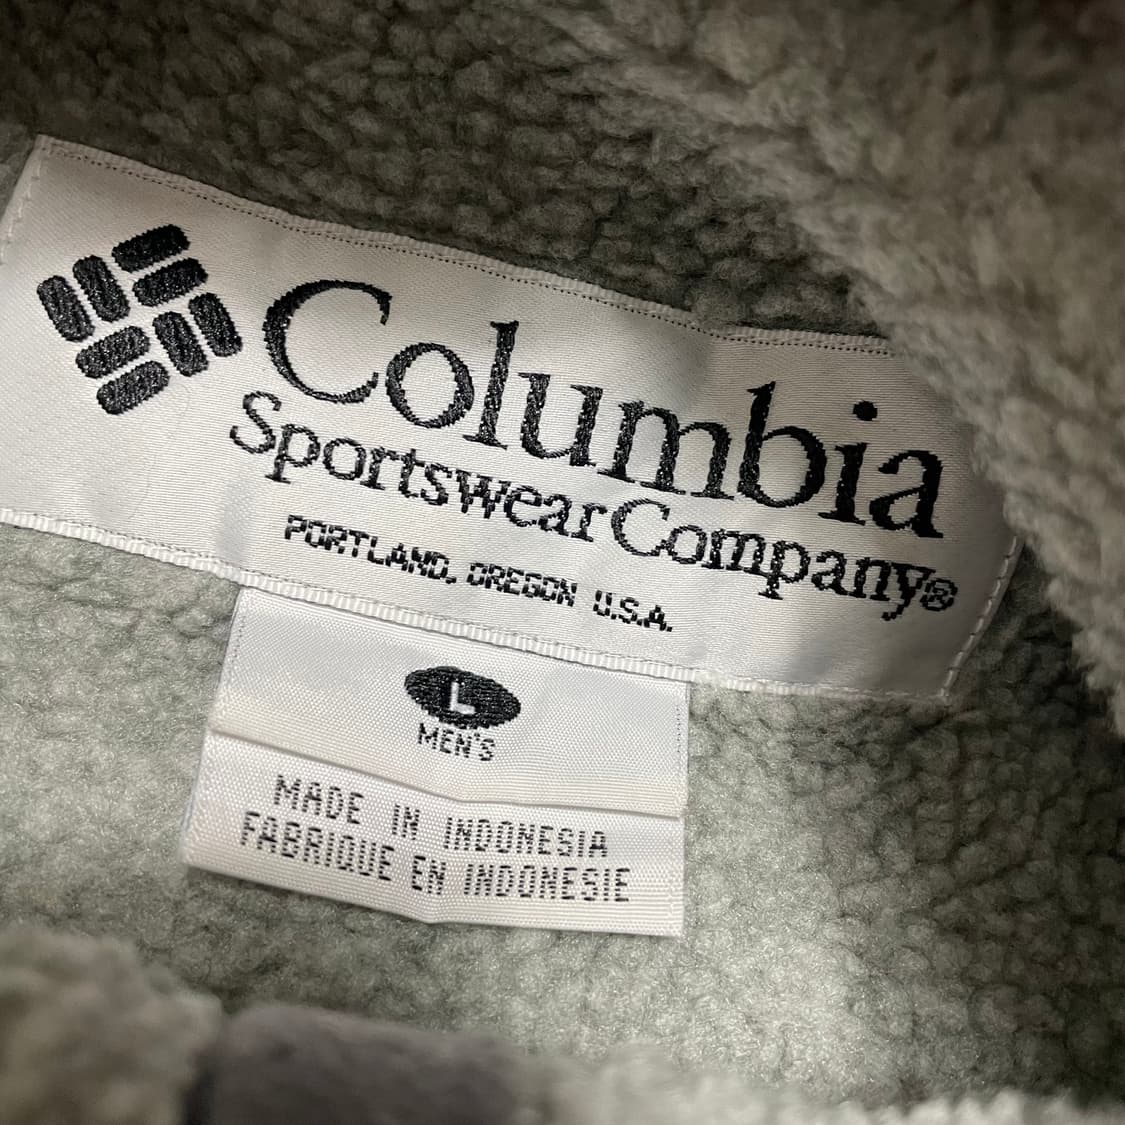 Columbia
Sportswear Company®
PORTLAND, OREGON U.S.A.
L
MEN'S
MADE IN INDONESIA
FABRIQUE EN INDONESIE